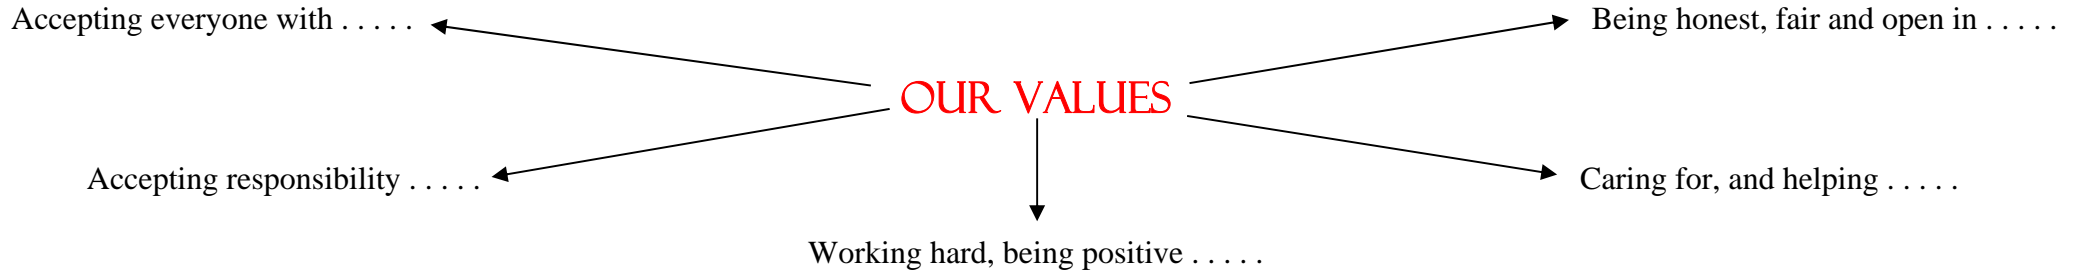 Accepting everyone with . . . . .
Being honest, fair and open in . . . . .
OUR VALUES
Accepting responsibility . . . . .
Caring for, and helping . . . . .
Working hard, being positive . . . . .